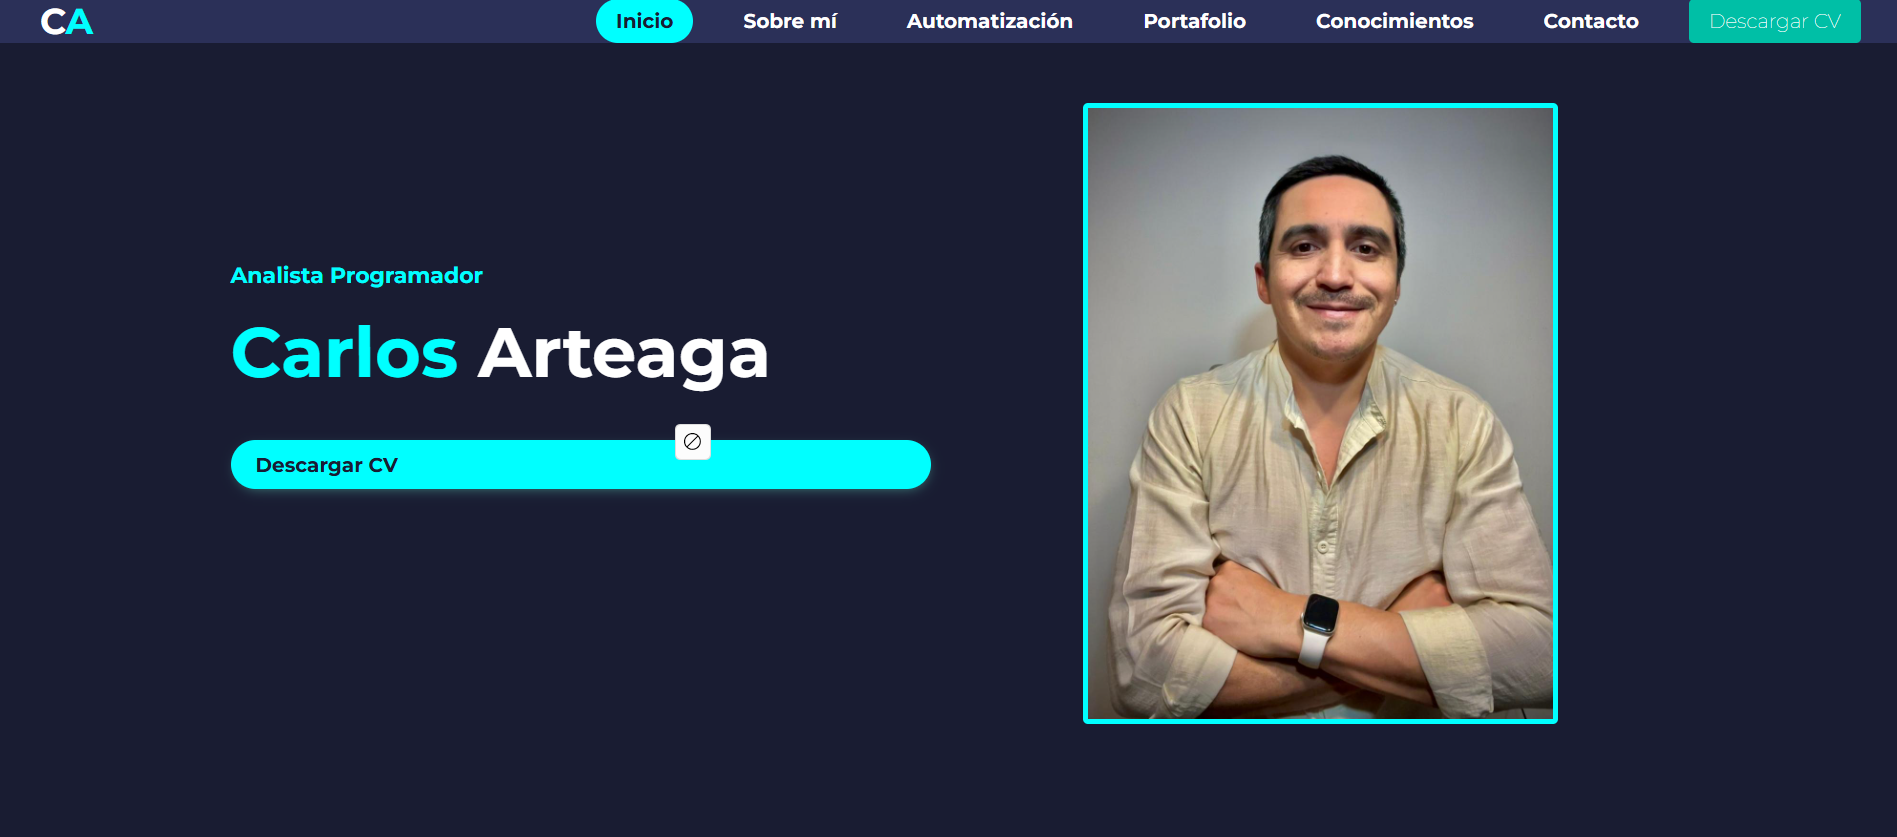 CA
Inicio Sobre mí Automatización Portafolio Conocimientos Contacto Descargar CV
Analista Programador
Carlos Arteaga
Descargar CV